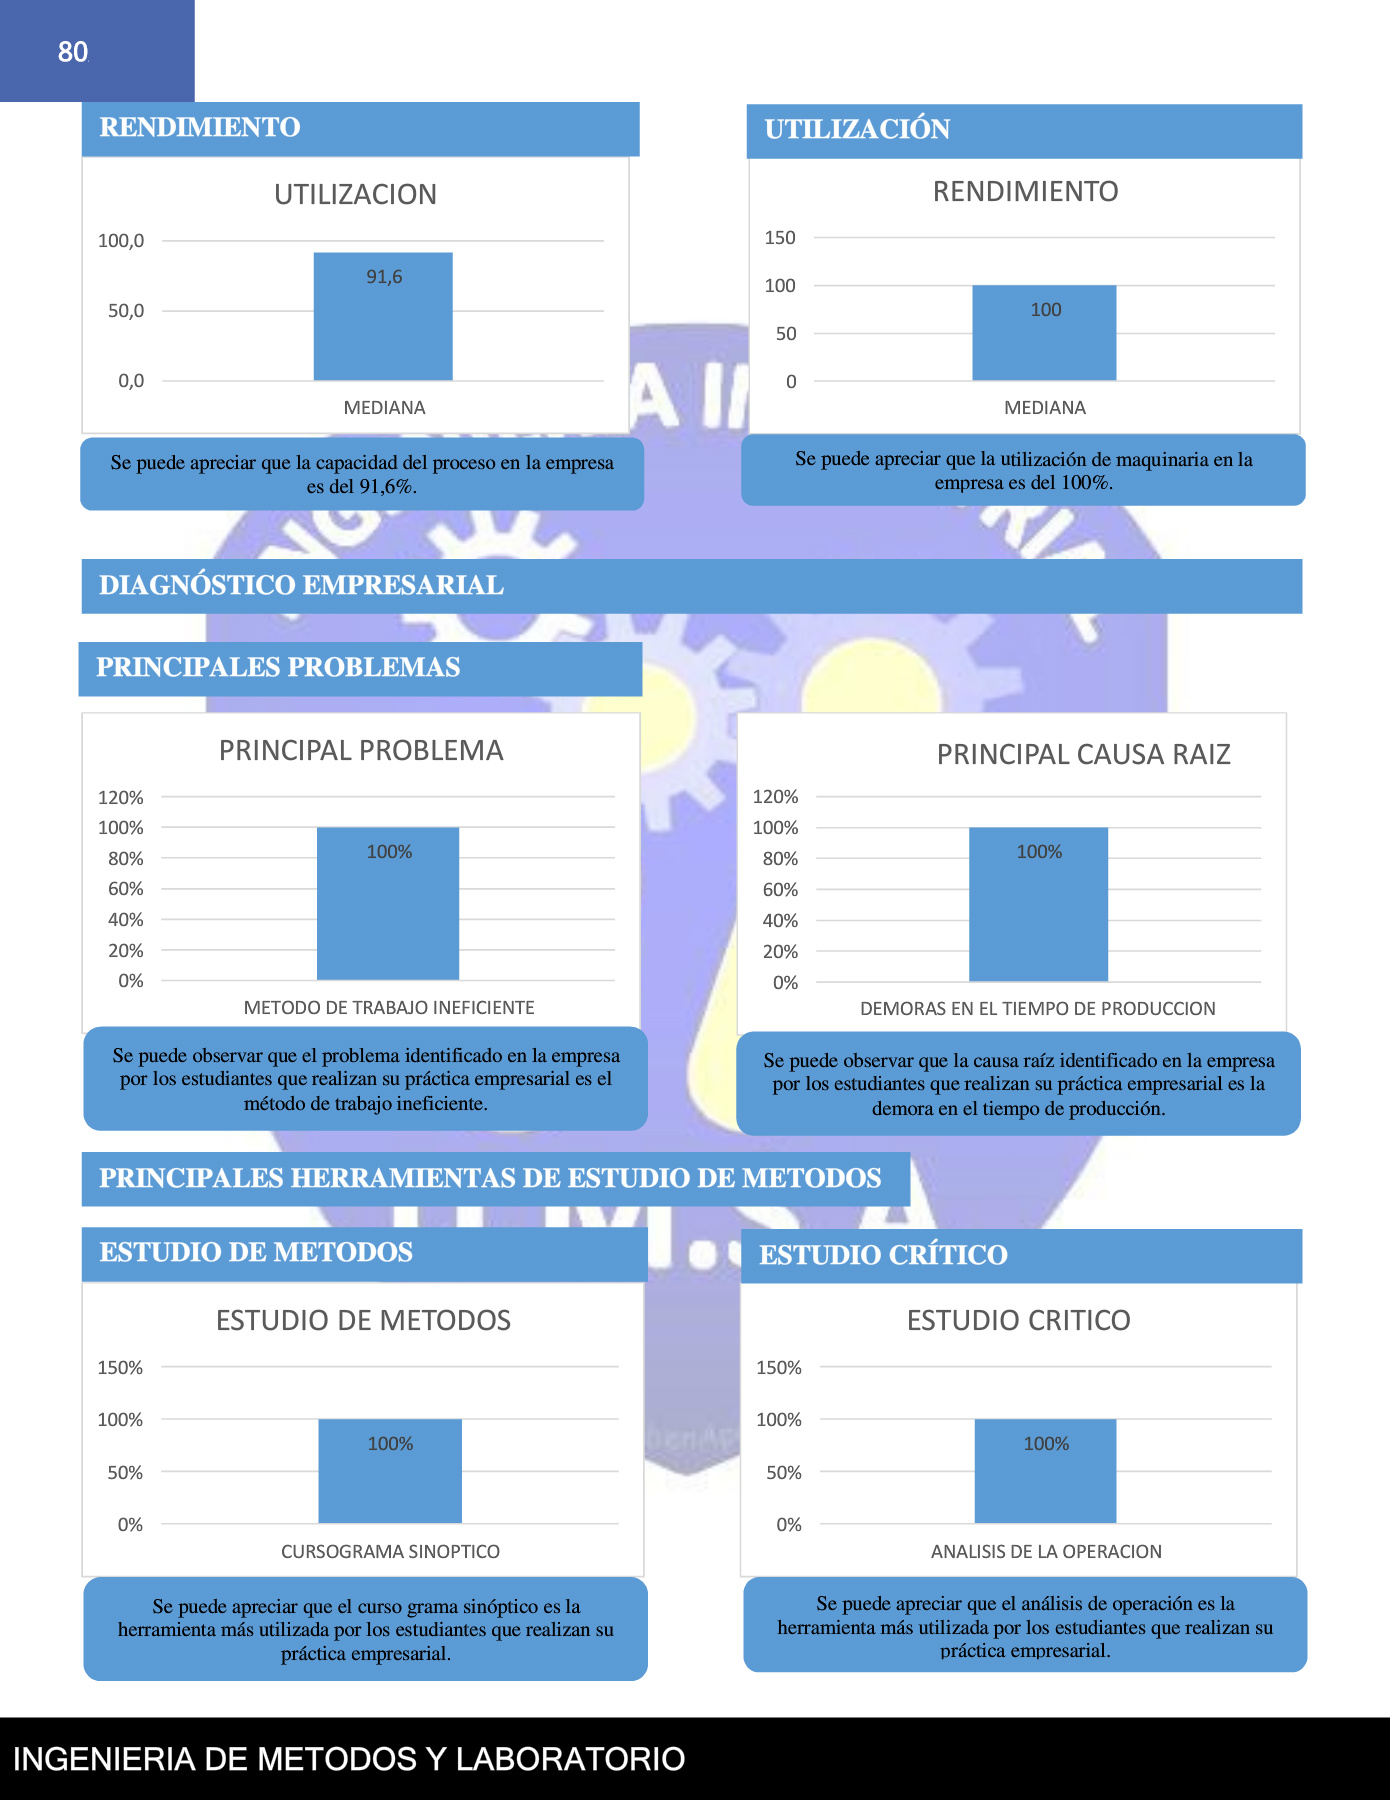 80
RENDIMIENTO
UTILIZACION
100,0
50,0
0,0
91,6
MEDIANA
Se puede apreciar que la capacidad del proceso en la empresa
es del 91,6%.
UTILIZACIÓN
RENDIMIENTO
150
100
50
0
100
MEDIANA
Se puede apreciar que la utilización de maquinaria en la
empresa es del 100%.
DIAGNÓSTICO EMPRESARIAL
PRINCIPALES PROBLEMAS
PRINCIPAL PROBLEMA
120%
100%
80%
60%
40%
20%
0%
100%
METODO DE TRABAJO INEFICIENTE
Se puede observar que el problema identificado en la empresa
por los estudiantes que realizan su práctica empresarial es el
método de trabajo ineficiente.
PRINCIPAL CAUSA RAIZ
120%
100%
80%
60%
40%
20%
0%
100%
DEMORAS EN EL TIEMPO DE PRODUCCION
Se puede observar que la causa raíz identificado en la empresa
por los estudiantes que realizan su práctica empresarial es la
demora en el tiempo de producción.
PRINCIPALES HERRAMIENTAS DE ESTUDIO DE METODOS
ESTUDIO DE METODOS
ESTUDIO DE METODOS
150%
100%
50%
0%
100%
CURSOGRAMA SINOPTICO
Se puede apreciar que el curso grama sinóptico es la
herramienta más utilizada por los estudiantes que realizan su
práctica empresarial.
ESTUDIO CRÍTICO
ESTUDIO CRITICO
150%
100%
50%
0%
100%
ANALISIS DE LA OPERACION
Se puede apreciar que el análisis de operación es la
herramienta más utilizada por los estudiantes que realizan su
práctica empresarial.
INGENIERIA DE METODOS Y LABORATORIO